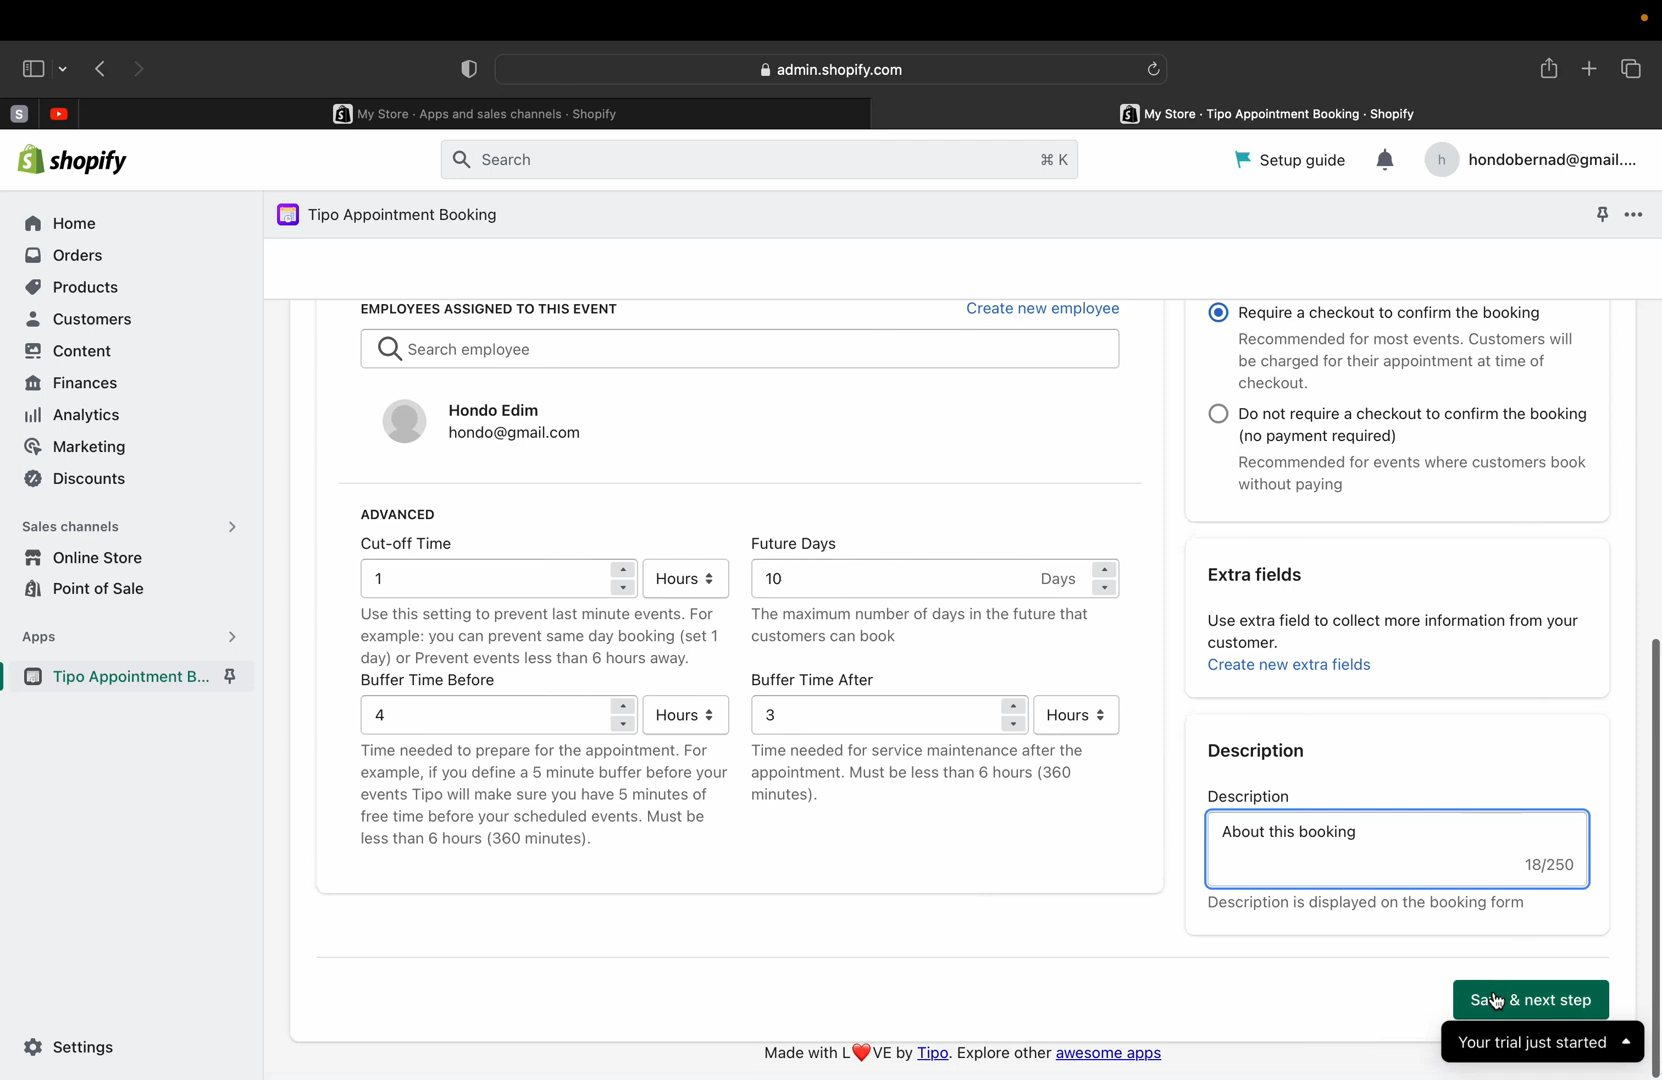 admin.shopify.com
S
My Store · Apps and sales channels · Shopify
My Store · Tipo Appointment Booking · Shopify
shopify
Search
⌘ K
Setup guide
h
hondobernad@gmail....
Home
Orders
Products
Customers
Content
Finances
Analytics
Marketing
Discounts
Sales channels
Online Store
Point of Sale
Apps
Tipo Appointment B...
Settings
Tipo Appointment Booking
EMPLOYEES ASSIGNED TO THIS EVENT
Create new employee
Search employee
Hondo Edim
hondo@gmail.com
ADVANCED
Cut-off Time
1
Hours
Use this setting to prevent last minute events. For
example: you can prevent same day booking (set 1
day) or Prevent events less than 6 hours away.
Future Days
10
Days
The maximum number of days in the future that
customers can book
Buffer Time Before
4
Hours
Time needed to prepare for the appointment. For
example, if you define a 5 minute buffer before your
events Tipo will make sure you have 5 minutes of
free time before your scheduled events. Must be
less than 6 hours (360 minutes).
Buffer Time After
3
Hours
Time needed for service maintenance after the
appointment. Must be less than 6 hours (360
minutes).
Require a checkout to confirm the booking
Recommended for most events. Customers will
be charged for their appointment at time of
checkout.
Do not require a checkout to confirm the booking
(no payment required)
Recommended for events where customers book
without paying
Extra fields
Use extra field to collect more information from your
customer.
Create new extra fields
Description
Description
About this booking
18/250
Description is displayed on the booking form
Save & next step
Your trial just started
Made with L❤️VE by Tipo. Explore other awesome apps